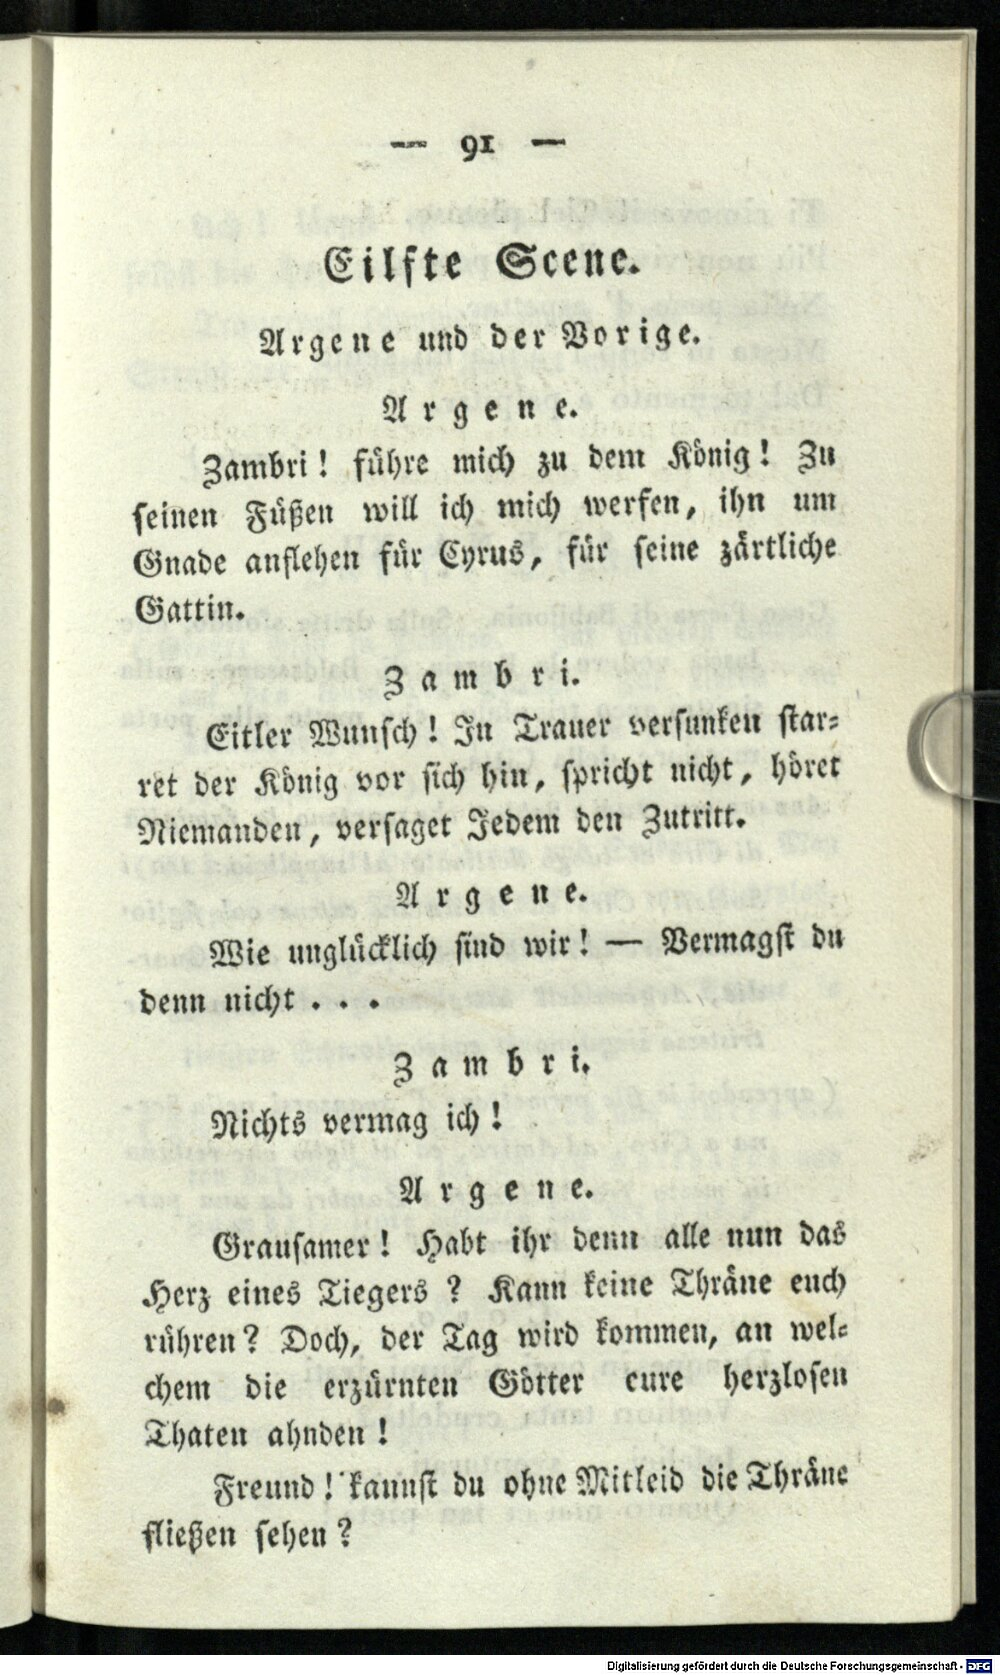 — 91 —
Eilfte Scene.
Argene und der Vorige.
Argene.
Zambri! führe mich zu dem König! Zu
seinen Füßen will ich mich werfen, ihn um
Gnade anflehen für Cyrus, für seine zärtliche
Gattin.
Zambri.
Eitler Wunsch! In Trauer versunken star-
ret der König vor sich hin, spricht nicht, höret
Niemanden, versaget Jedem den Zutritt.
Argene.
Wie unglücklich sind wir! — Vermagst du
denn nicht . . .
Zambri.
Nichts vermag ich!
Argene.
Grausamer! Habt ihr denn alle nun das
Herz eines Tiegers? Kann keine Thräne euch
rühren? Doch, der Tag wird kommen, an wel-
chem die erzürnten Götter eure herzlosen
Thaten ahnden!
Freund! kannst du ohne Mitleid die Thräne
fließen sehen?
Digitalisierung gefördert durch die Deutsche Forschungsgemeinschaft - DFG